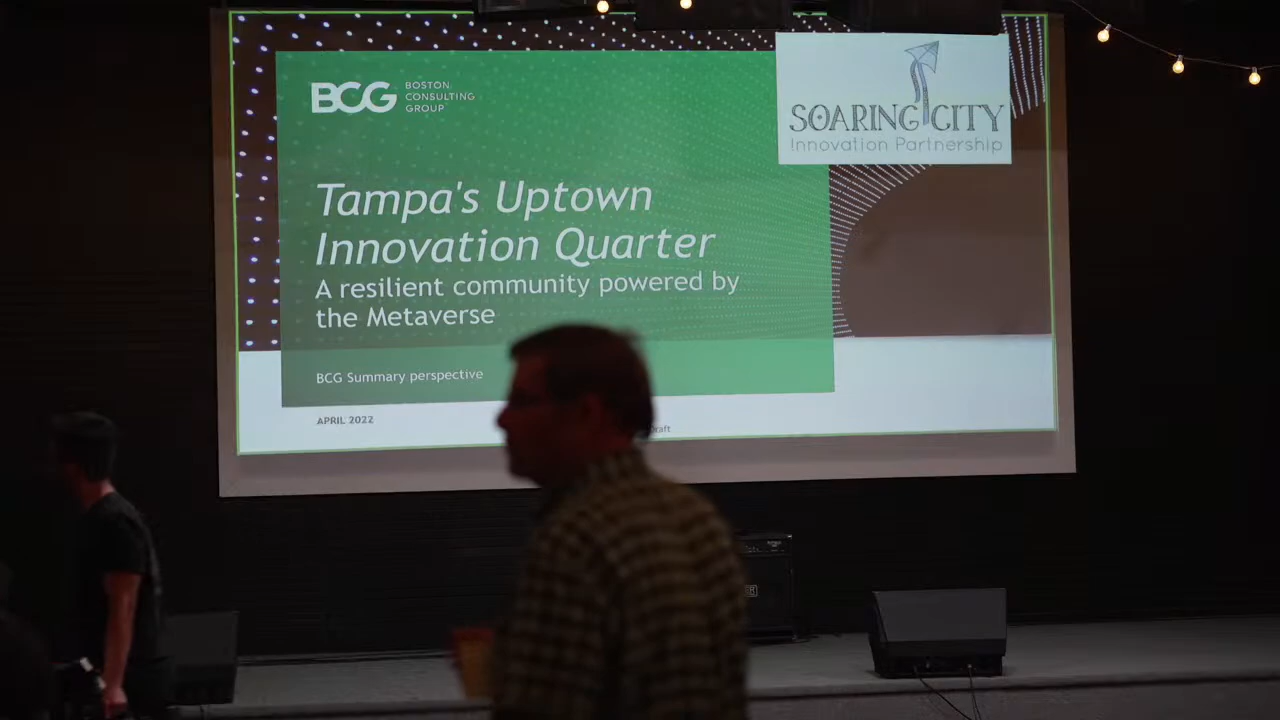 BCG
BOSTON
CONSULTING
GROUP
SOARING CITY
Innovation Partnership
Tampa's Uptown
Innovation Quarter
A resilient community powered by
the Metaverse
BCG Summary perspective
APRIL 2022
Draft